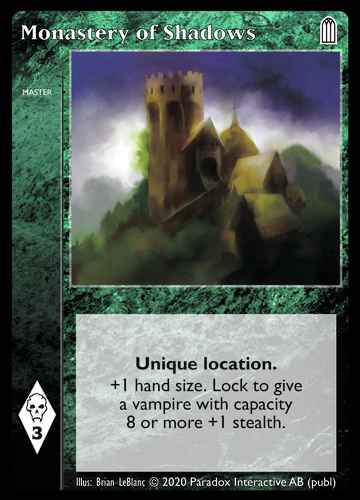 Monastery of Shadows
MASTER
Unique location.
+1 hand size. Lock to give
a vampire with capacity
8 or more +1 stealth.
3
Illus: Brian LeBlanc © 2020 Paradox Interactive AB (publ)